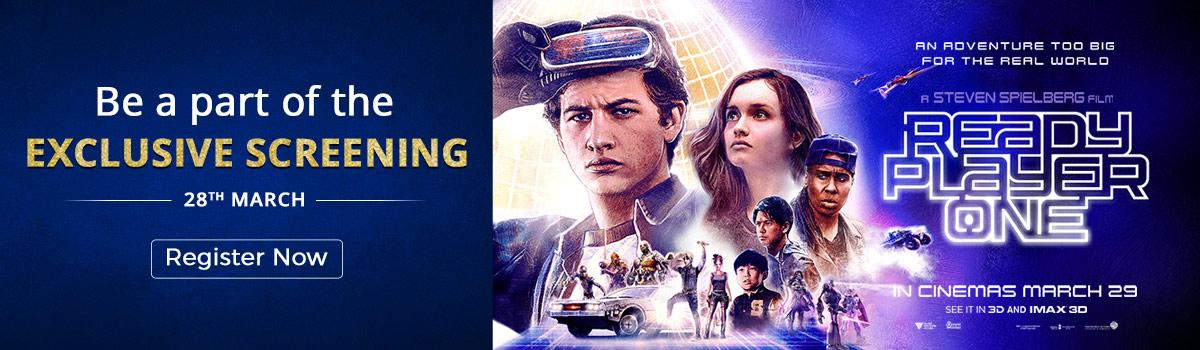 Be a part of the
EXCLUSIVE SCREENING
28TH MARCH
Register Now
AN ADVENTURE TOO BIG
FOR THE REAL WORLD
A STEVEN SPIELBERG FILM
READY
PLAYER
ONE
IN CINEMAS MARCH 29
SEE IT IN 3D AND IMAX 3D